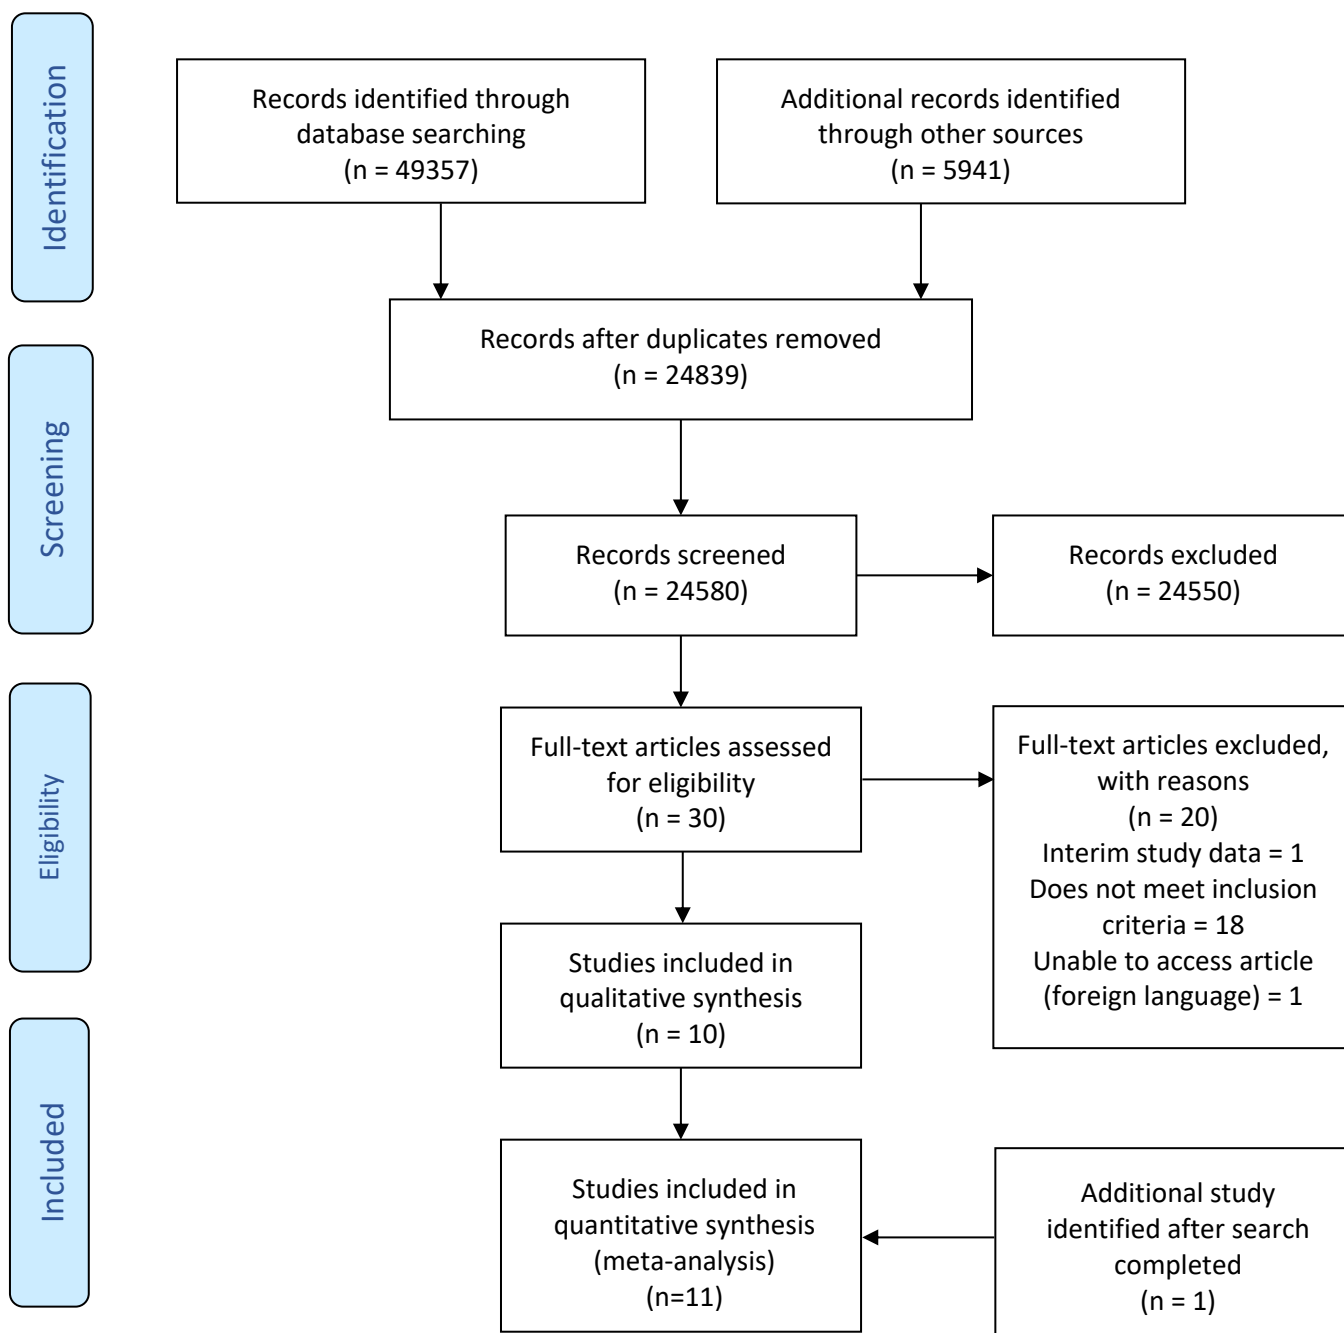 Identification
Records identified through
database searching
(n = 49357)
Additional records identified
through other sources
(n = 5941)
Records after duplicates removed
(n = 24839)
Screening
Records screened
(n = 24580)
Records excluded
(n = 24550)
Eligibility
Full-text articles assessed
for eligibility
(n = 30)
Full-text articles excluded,
with reasons
(n = 20)
Interim study data = 1
Does not meet inclusion
criteria = 18
Unable to access article
(foreign language) = 1
Studies included in
qualitative synthesis
(n = 10)
Included
Studies included in
quantitative synthesis
(meta-analysis)
(n=11)
Additional study
identified after search
completed
(n = 1)